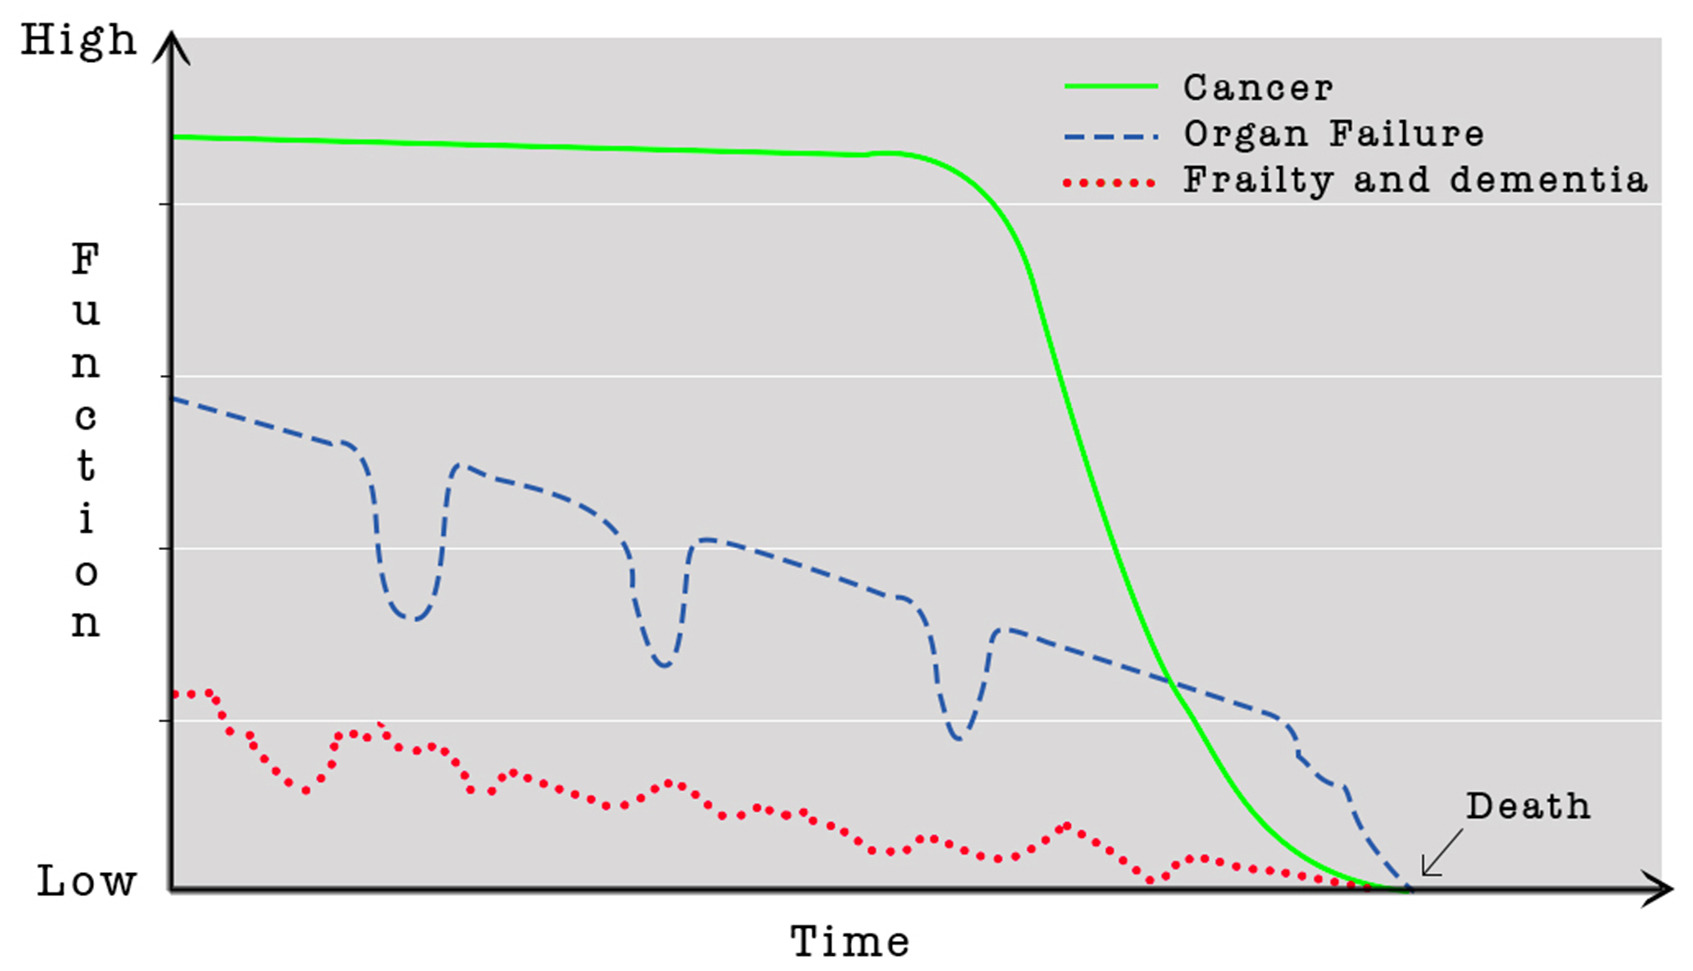 High
Cancer
Organ Failure
Frailty and dementia
Function
Death
Low
Time